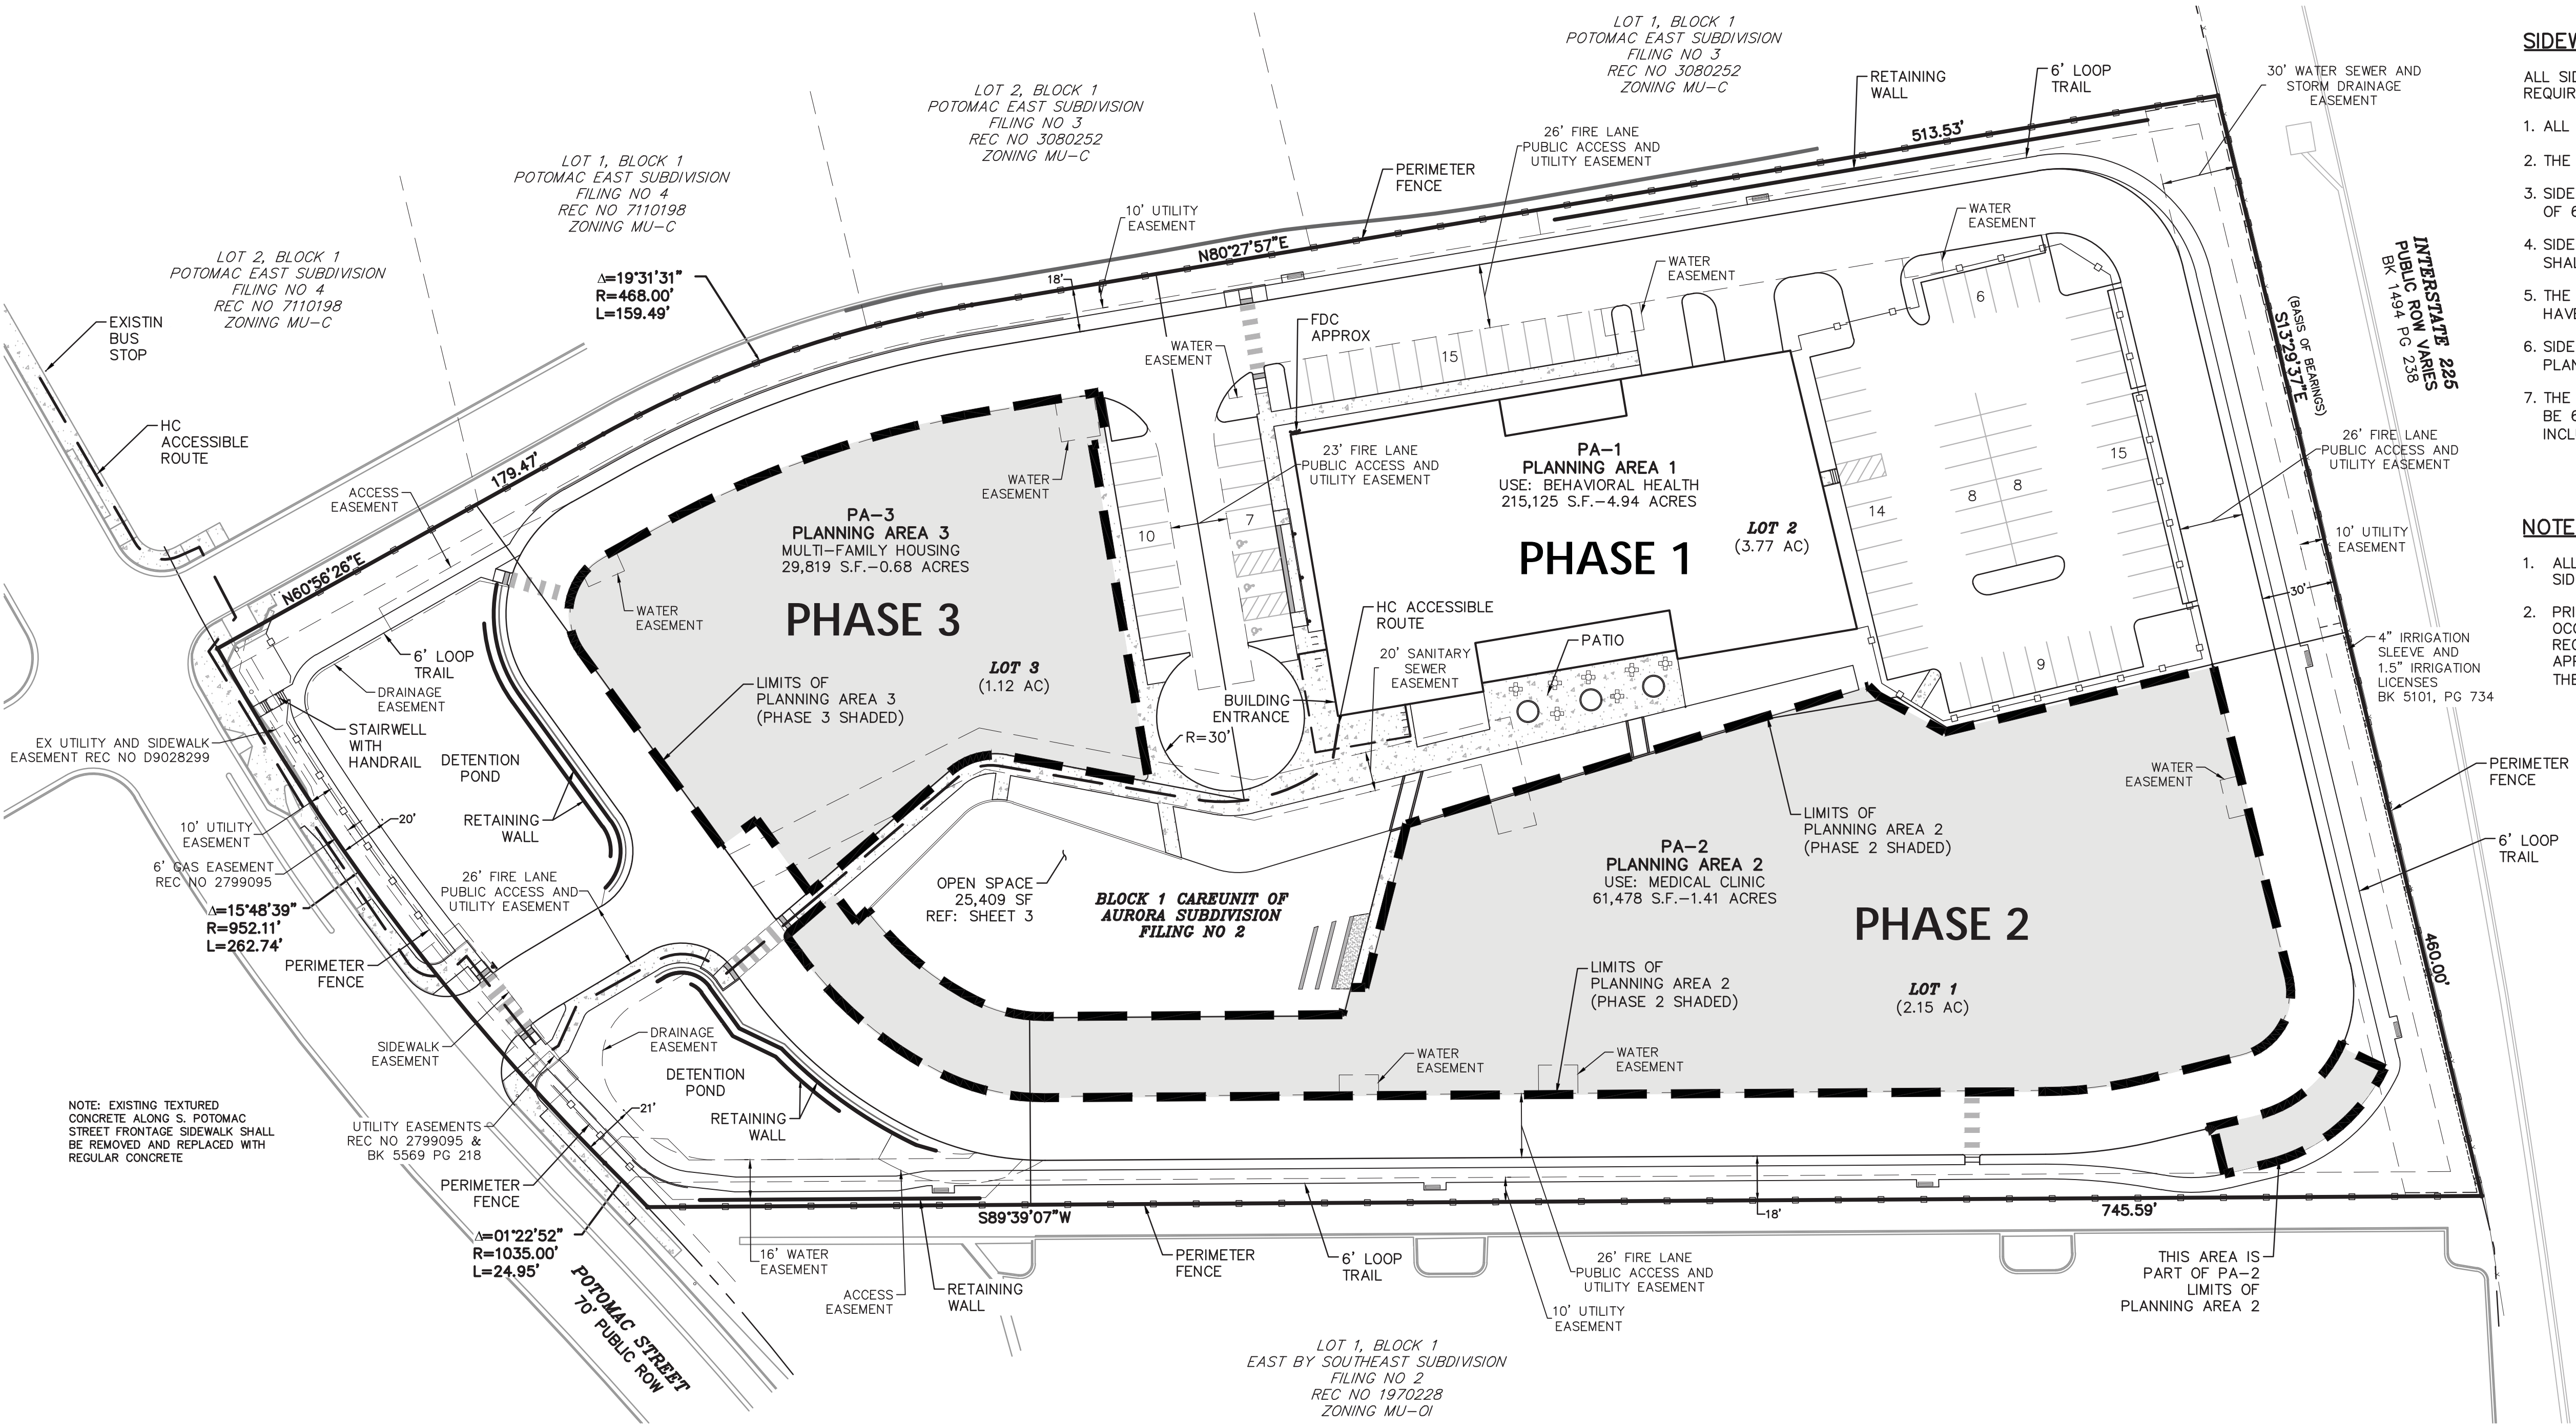 LOT 1, BLOCK 1
POTOMAC EAST SUBDIVISION
FILING NO 3
REC NO 3080252
ZONING MU-C
LOT 2, BLOCK 1
POTOMAC EAST SUBDIVISION
FILING NO 3
REC NO 3080252
ZONING MU-C
LOT 1, BLOCK 1
POTOMAC EAST SUBDIVISION
FILING NO 4
REC NO 7110198
ZONING MU-C
LOT 2, BLOCK 1
POTOMAC EAST SUBDIVISION
FILING NO 4
REC NO 7110198
ZONING MU-C
RETAINING
WALL
6' LOOP
TRAIL
30' WATER SEWER AND
STORM DRAINAGE
EASEMENT
26' FIRE LANE
PUBLIC ACCESS AND
UTILITY EASEMENT
513.53'
PERIMETER
FENCE
10' UTILITY
EASEMENT
N80°27'57"E
18'
WATER
EASEMENT
WATER
EASEMENT
Δ=19°31'31"
R=468.00'
L=159.49'
EXISTIN
BUS
STOP
HC
ACCESSIBLE
ROUTE
FDC
APPROX
WATER
EASEMENT
15
6
INTERSTATE 225
PUBLIC ROW VARIES
BK 1494 PG 238
(BASIS OF BEARINGS)
S13°29'37"E
26' FIRE LANE
PUBLIC ACCESS AND
UTILITY EASEMENT
179.47'
ACCESS
EASEMENT
N60°56'26"E
WATER
EASEMENT
23' FIRE LANE
PUBLIC ACCESS AND
UTILITY EASEMENT
PA-1
PLANNING AREA 1
USE: BEHAVIORAL HEALTH
215,125 S.F.-4.94 ACRES
LOT 2
(3.77 AC)
PHASE 1
15
14
8
8
9
10
7
10' UTILITY
EASEMENT
30'
PA-3
PLANNING AREA 3
MULTI-FAMILY HOUSING
29,819 S.F.-0.68 ACRES
PHASE 3
WATER
EASEMENT
LOT 3
(1.12 AC)
LIMITS OF
PLANNING AREA 3
(PHASE 3 SHADED)
HC ACCESSIBLE
ROUTE
20' SANITARY
SEWER
EASEMENT
PATIO
BUILDING
ENTRANCE
R=30'
4" IRRIGATION
SLEEVE AND
1.5" IRRIGATION
LICENSES
BK 5101, PG 734
6' LOOP
TRAIL
DRAINAGE
EASEMENT
STAIRWELL
WITH
HANDRAIL
EX UTILITY AND SIDEWALK
EASEMENT REC NO D9028299
DETENTION
POND
RETAINING
WALL
10' UTILITY
EASEMENT
20'
6' GAS EASEMENT
REC NO 2799095
26' FIRE LANE
PUBLIC ACCESS AND
UTILITY EASEMENT
Δ=15°48'39"
R=952.11'
L=262.74'
PERIMETER
FENCE
OPEN SPACE
25,409 SF
REF: SHEET 3
BLOCK 1 CAREUNIT OF
AURORA SUBDIVISION
FILING NO 2
WATER
EASEMENT
LIMITS OF
PLANNING AREA 2
(PHASE 2 SHADED)
PA-2
PLANNING AREA 2
USE: MEDICAL CLINIC
61,478 S.F.-1.41 ACRES
PHASE 2
LOT 1
(2.15 AC)
LIMITS OF
PLANNING AREA 2
(PHASE 2 SHADED)
PERIMETER
FENCE
6' LOOP
TRAIL
460.00'
SIDEWALK
EASEMENT
DRAINAGE
EASEMENT
DETENTION
POND
RETAINING
WALL
WATER
EASEMENT
WATER
EASEMENT
NOTE: EXISTING TEXTURED
CONCRETE ALONG S. POTOMAC
STREET FRONTAGE SIDEWALK SHALL
BE REMOVED AND REPLACED WITH
REGULAR CONCRETE
UTILITY EASEMENTS
REC NO 2799095 &
BK 5569 PG 218
21'
PERIMETER
FENCE
Δ=01°22'52"
R=1035.00'
L=24.95'
S89°39'07"W
18'
745.59'
16' WATER
EASEMENT
ACCESS
EASEMENT
RETAINING
WALL
PERIMETER
FENCE
6' LOOP
TRAIL
26' FIRE LANE
PUBLIC ACCESS AND
UTILITY EASEMENT
10' UTILITY
EASEMENT
THIS AREA IS
PART OF PA-2
LIMITS OF
PLANNING AREA 2
POTOMAC STREET
70' PUBLIC ROW
LOT 1, BLOCK 1
EAST BY SOUTHEAST SUBDIVISION
FILING NO 2
REC NO 1970228
ZONING MU-OI
1. ALL
2. THE
3. SIDE
OF 6
4. SIDE
5. THE
6. SIDE
7. THE
BE 6
NOTE
1. ALL
2.
THE